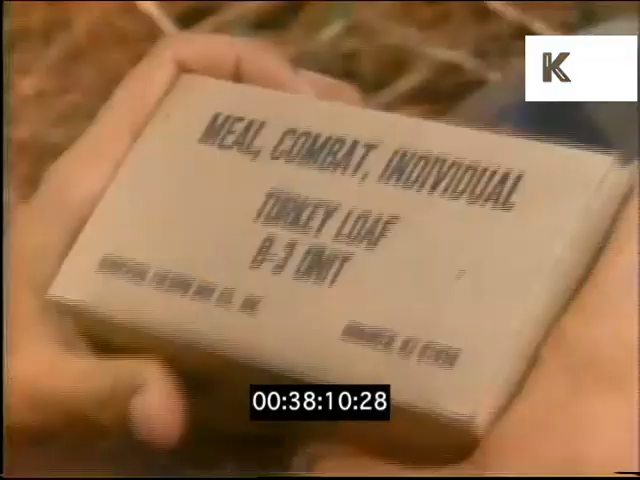 K
MEAL, COMBAT, INDIVIDUAL
TURKEY LOAF
B-3 UNIT
00:38:10:28